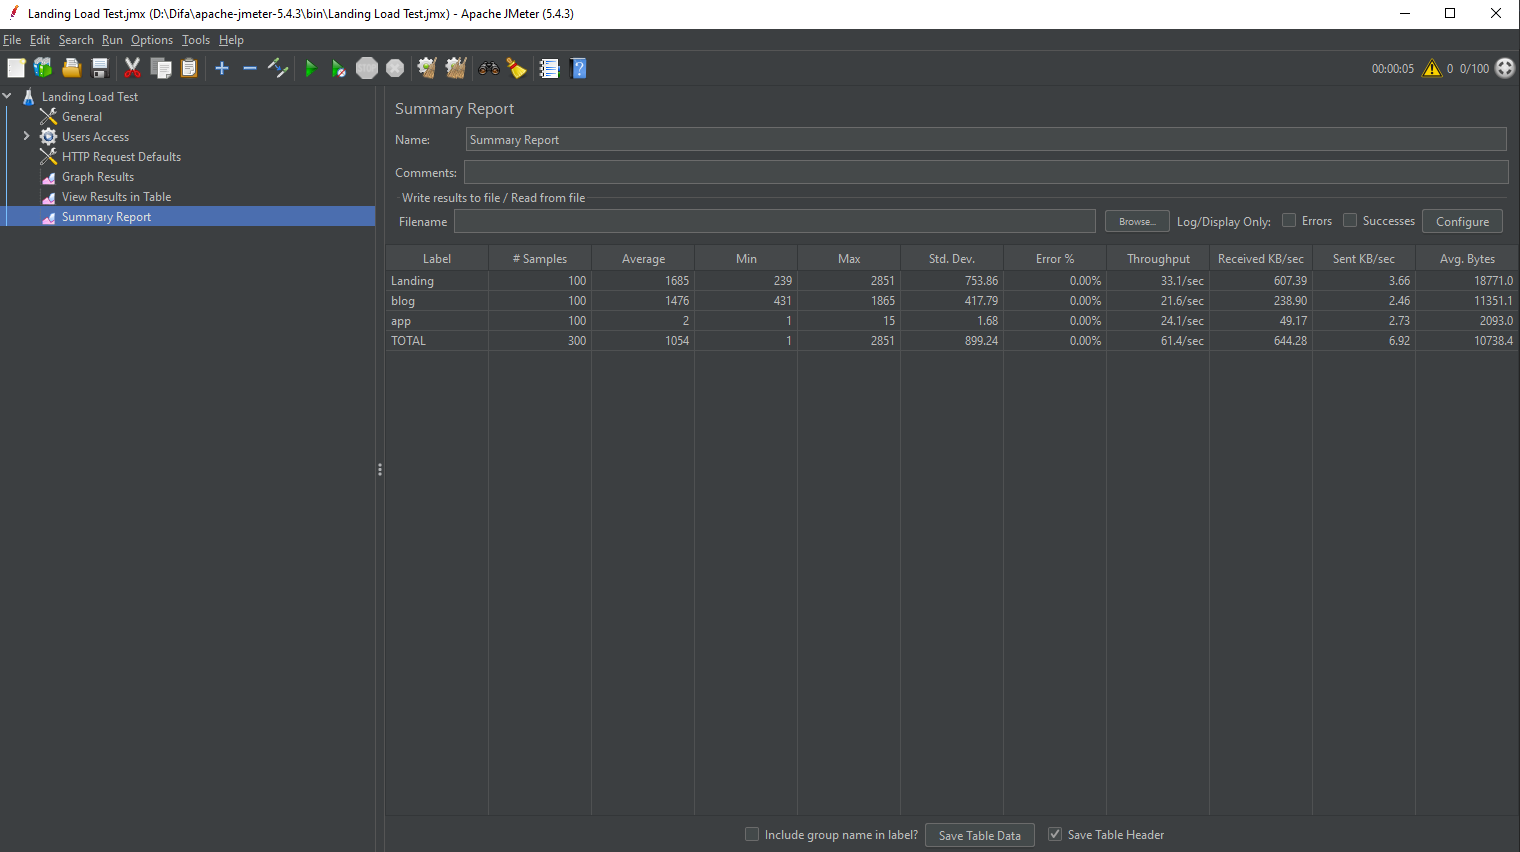 Landing Load Test.jmx (D:\Difa\apache-jmeter-5.4.3\bin\Landing Load Test.jmx) - Apache JMeter (5.4.3)
File Edit Search Run Options Tools Help
00:00:05 0 0/100
Landing Load Test
General
Users Access
HTTP Request Defaults
Graph Results
View Results in Table
Summary Report
Summary Report
Name: Summary Report
Comments:
Write results to file / Read from file
Filename Browse... Log/Display Only: Errors Successes Configure
Label # Samples Average Min Max Std. Dev. Error % Throughput Received KB/sec Sent KB/sec Avg. Bytes
Landing 100 1685 239 2851 753.86 0.00% 33.1/sec 607.39 3.66 18771.0
blog 100 1476 431 1865 417.79 0.00% 21.6/sec 238.90 2.46 11351.1
app 100 2 1 15 1.68 0.00% 24.1/sec 49.17 2.73 2093.0
TOTAL 300 1054 1 2851 899.24 0.00% 61.4/sec 644.28 6.92 10738.4
Include group name in label? Save Table Data Save Table Header